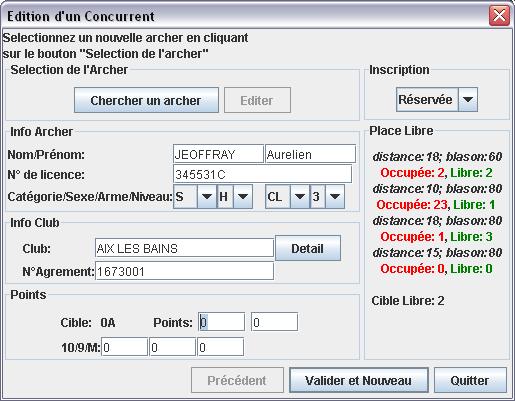 Edition d'un Concurrent
Selectionnez un nouvelle archer en cliquant
sur le bouton "Selection de l'archer"
Selection de l'Archer
Chercher un archer Editer
Inscription
Réservée
Info Archer
Nom/Prénom: JEOFFRAY Aurelien
N° de licence: 345531C
Catégorie/Sexe/Arme/Niveau: S H CL 3
Info Club
Club: AIX LES BAINS Detail
N°Agrement: 1673001
Points
Cible: 0A Points: 0 0
10/9/M: 0 0 0
Place Libre
distance:18; blason:60
Occupée: 2, Libre: 2
distance:10; blason:80
Occupée: 23, Libre: 1
distance:18; blason:80
Occupée: 1, Libre: 3
distance:15; blason:80
Occupée: 0, Libre: 0
Cible Libre: 2
Précédent Valider et Nouveau Quitter